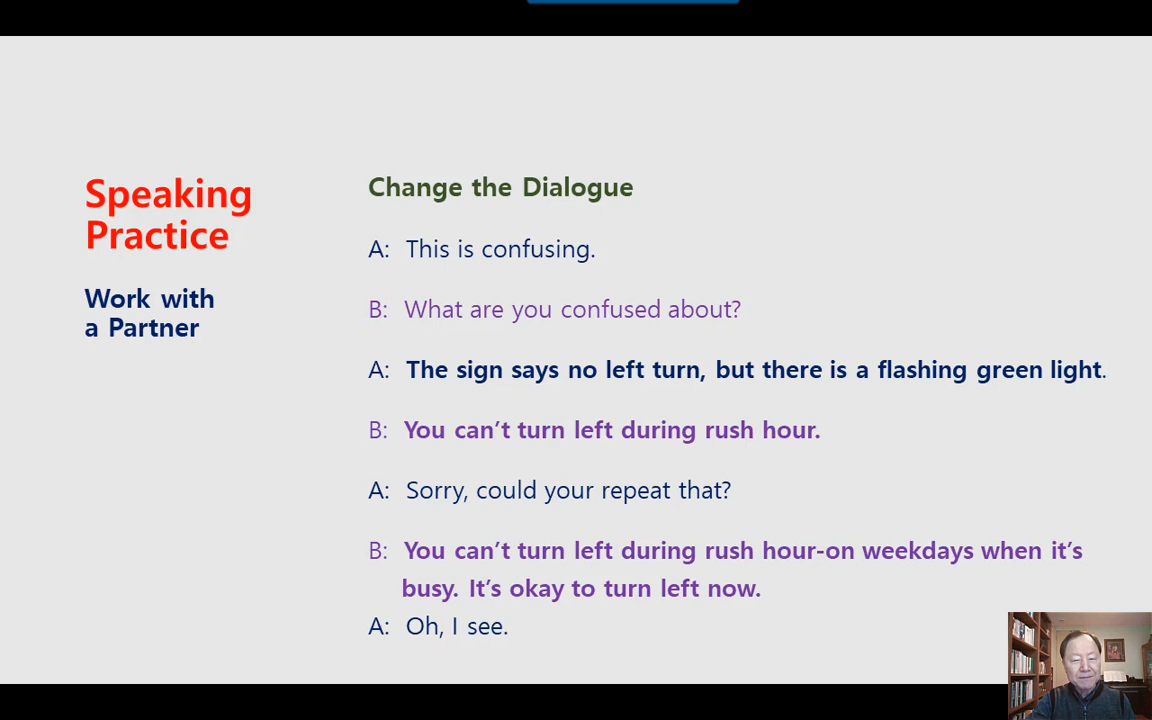 Speaking
Practice
Work with
a Partner
Change the Dialogue
A: This is confusing.
B: What are you confused about?
A: The sign says no left turn, but there is a flashing green light.
B: You can’t turn left during rush hour.
A: Sorry, could your repeat that?
B: You can’t turn left during rush hour-on weekdays when it’s
busy. It’s okay to turn left now.
A: Oh, I see.